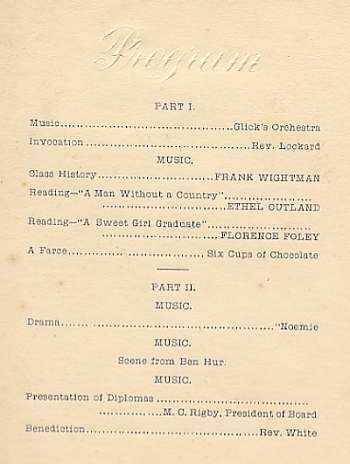 Program
PART I.
Music..................................................Glick's Orchestra
Invocation..........................................Rev. Lockard
MUSIC.
Class History.............................FRANK WIGHTMAN
Reading—"A Man Without a Country"......................
..............................ETHEL OUTLAND
Reading—"A Sweet Girl Graduate"..........................
..............................FLORENCE FOLEY
A Farce..................................Six Cups of Chocolate
PART II.
MUSIC.
Drama......................................................"Noemie
MUSIC.
Scene from Ben Hur.
MUSIC.
Presentation of Diplomas......................................
................M. C. Rigby, President of Board
Benediction...........................................Rev. White